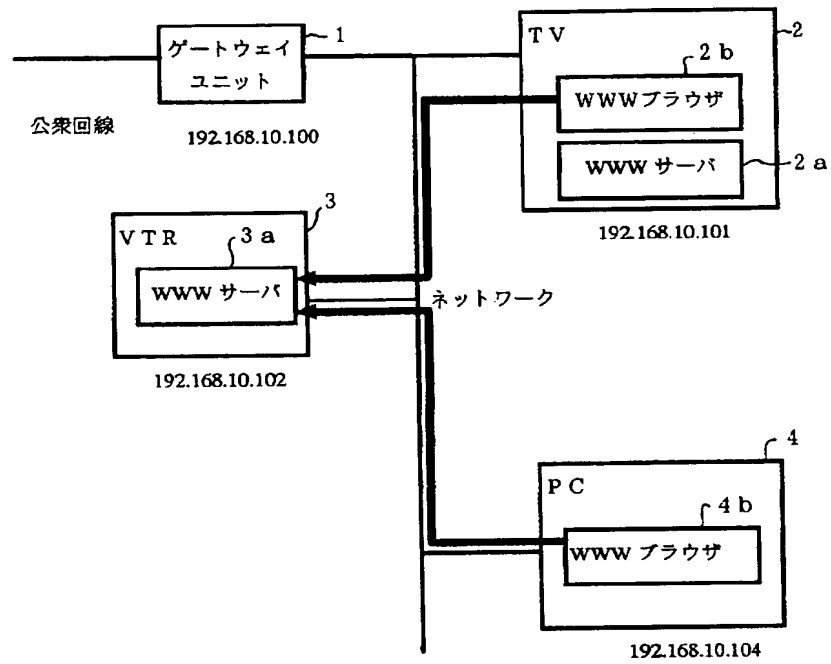 ゲートウェイ
ユニット
1
公衆回線
192.168.10.100
TV
2
2b
WWWブラウザ
WWWサーバ
2a
192.168.10.101
VTR
3
3a
WWWサーバ
192.168.10.102
ネットワーク
PC
4
4b
WWWブラウザ
192.168.10.104